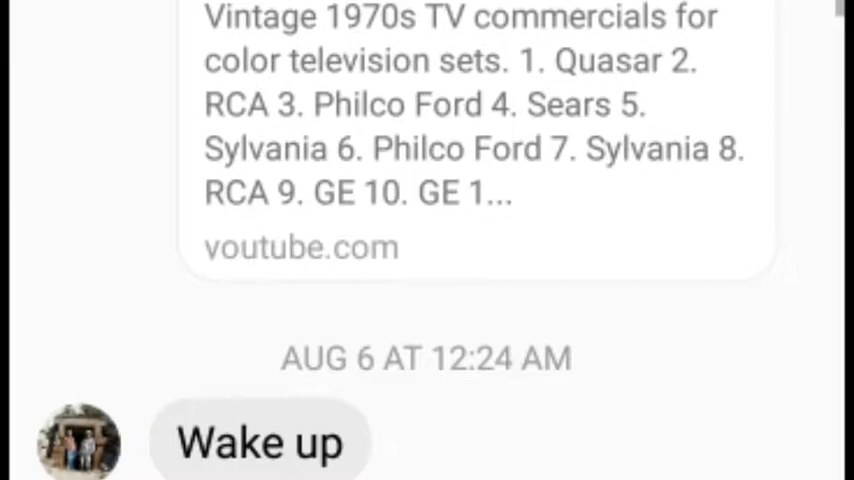 Vintage 1970s TV commercials for
color television sets. 1. Quasar 2.
RCA 3. Philco Ford 4. Sears 5.
Sylvania 6. Philco Ford 7. Sylvania 8.
RCA 9. GE 10. GE 1...
youtube.com
AUG 6 AT 12:24 AM
Wake up